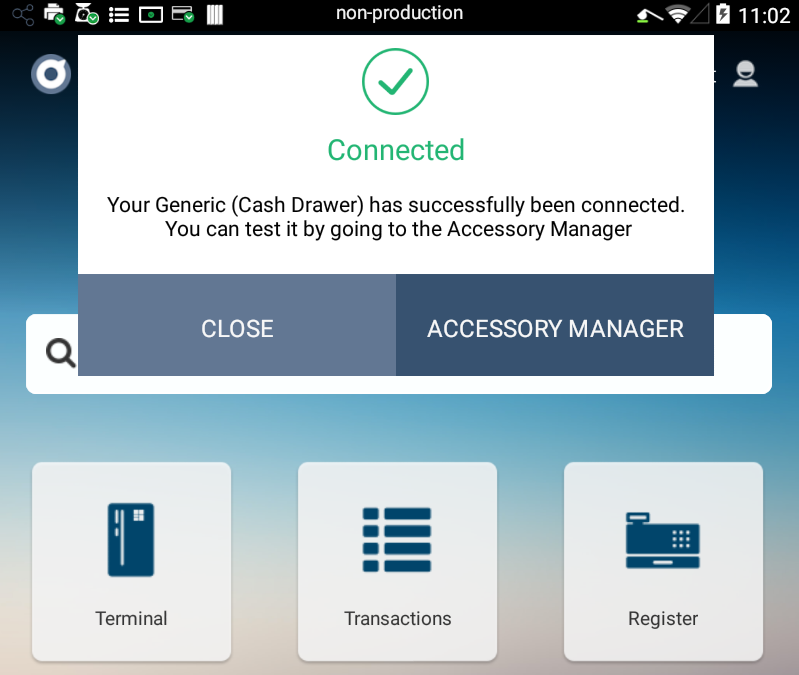 non-production
11:02
Connected
Your Generic (Cash Drawer) has successfully been connected.
You can test it by going to the Accessory Manager
CLOSE
ACCESSORY MANAGER
Terminal
Transactions
Register